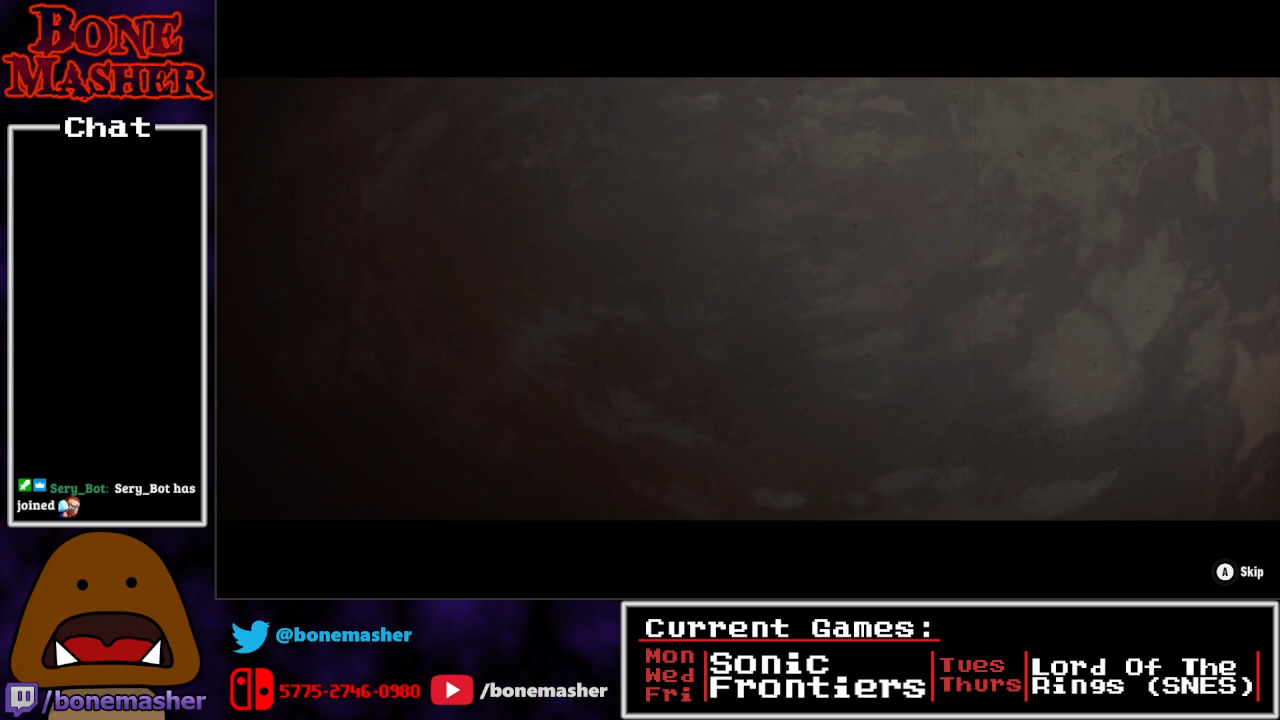 BONE
MASHER
Chat
Sery_Bot: Sery_Bot has
joined
A Skip
@bonemasher
5775-2746-0980
/bonemasher
/bonemasher
Current Games:
Mon
Wed
Fri
Sonic
Frontiers
Tues
Thurs
Lord Of The
Rings (SNES)